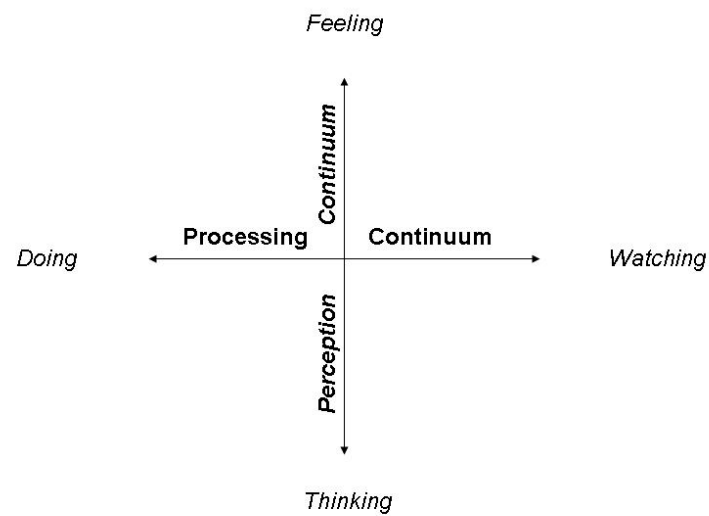 Feeling
Perception Continuum
Processing Continuum
Doing
Watching
Thinking